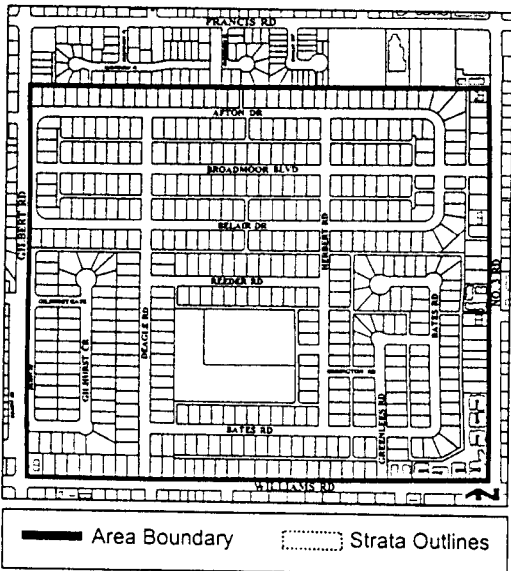 FRANCIS RD
AFTON DR
BROADMOOR BLVD
GILBERT RD
BELAIR DR
HERBERT RD
REEDER RD
NO. 3 RD
BATES RD
DEAGLE RD
GILHURST CR
GREENLEES RD
BATES RD
WILLIAMS RD
Area Boundary
Strata Outlines